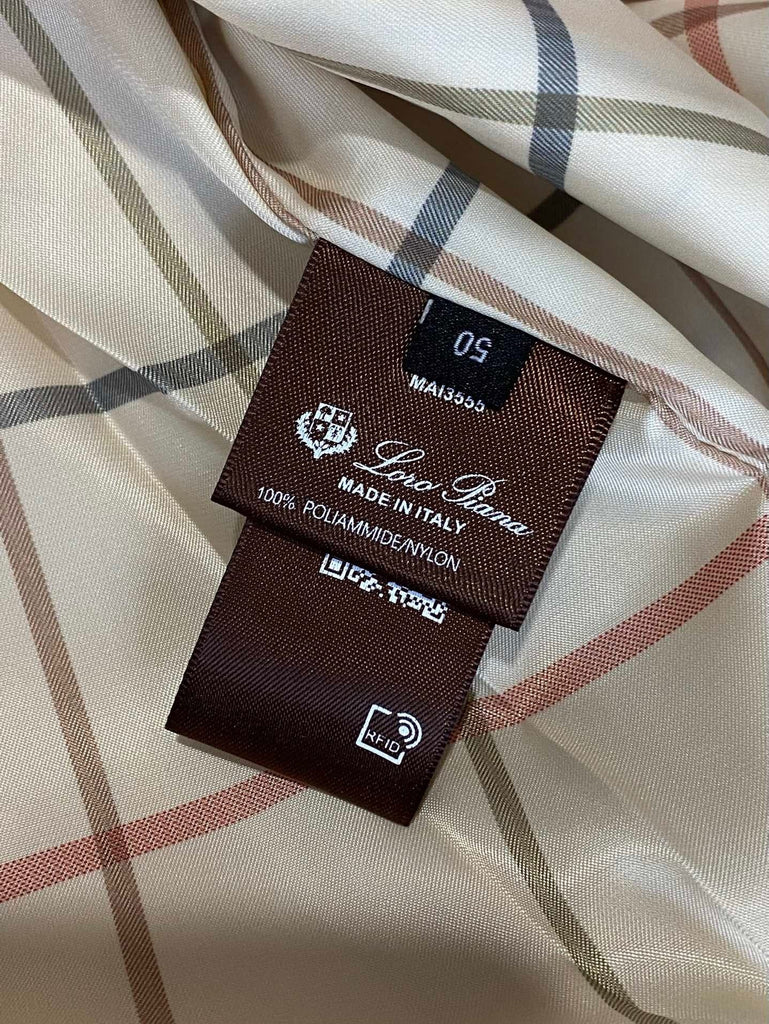 50
MAI3555
Loro Piana
MADE IN ITALY
100% POLIAMMIDE/NYLON
RFID